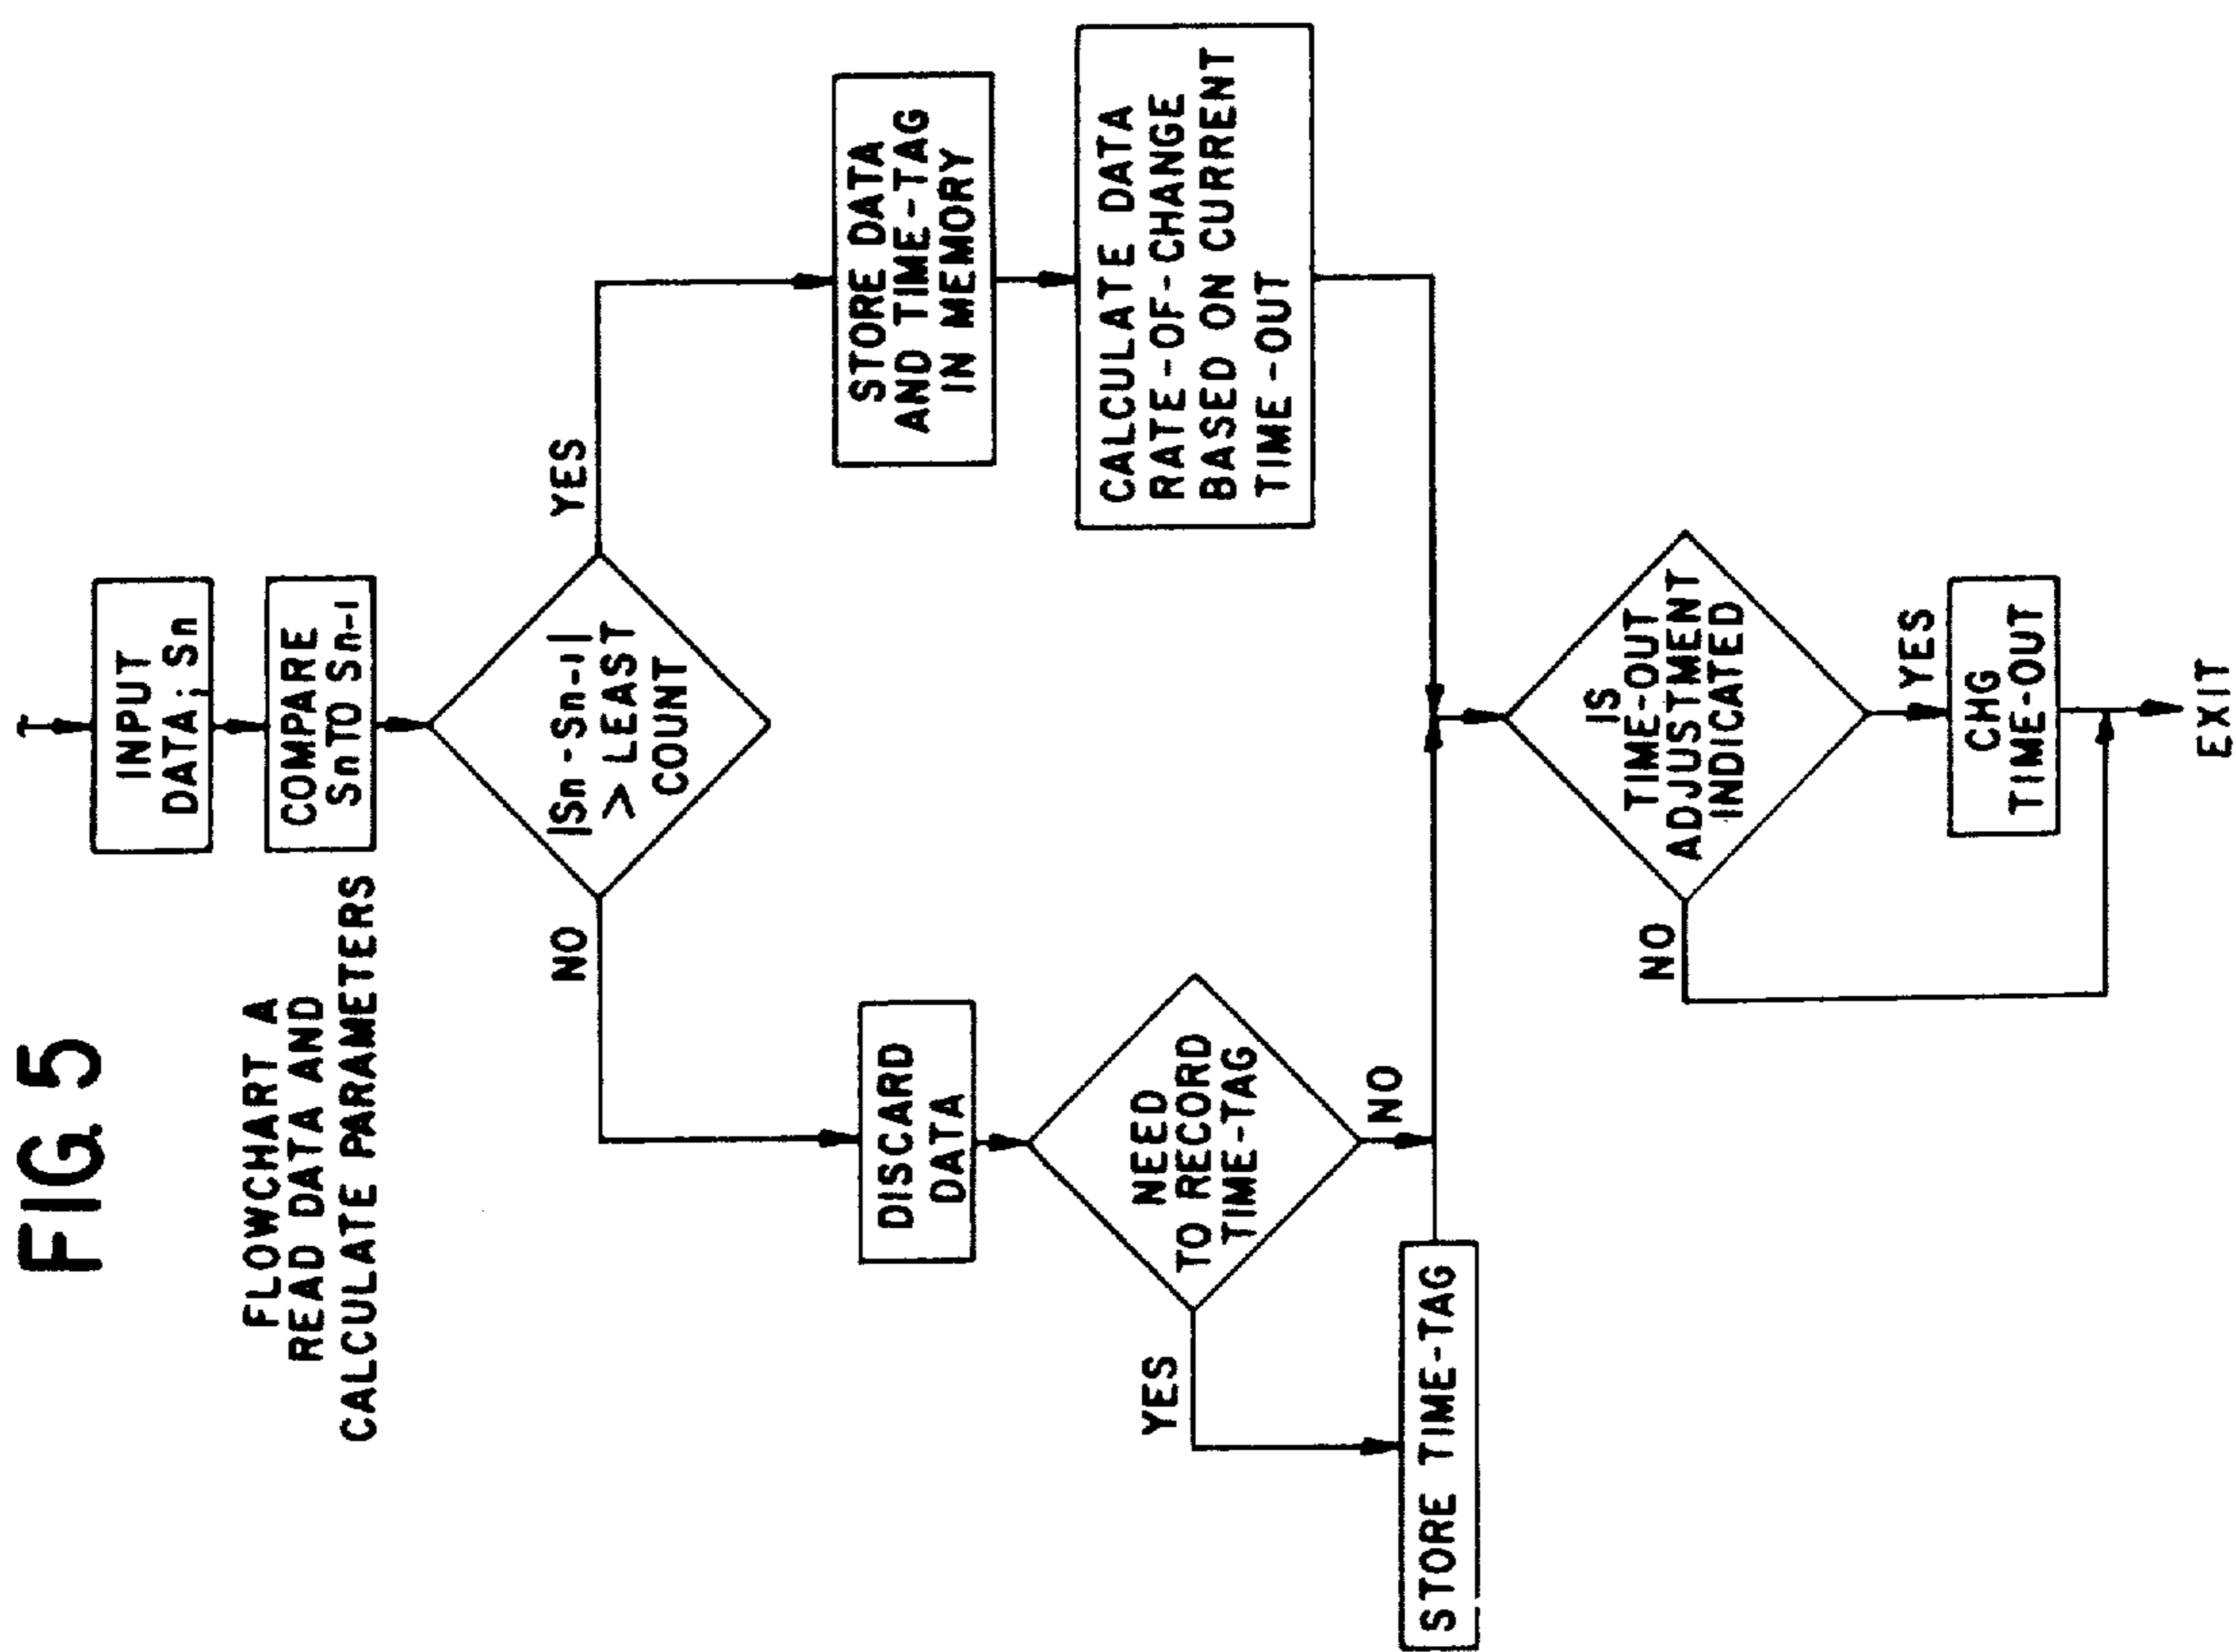 FIG. 5
FLOWCHART A
READ DATA AND
CALCULATE PARAMETERS
INPUT
DATA; Sn
COMPARE
Sn TO Sn-1
|Sn-Sn-1|
> LEAST
COUNT
NO
YES
DISCARD
DATA
STORE DATA
AND TIME-TAG
IN MEMORY
NEED
TO RECORD
TIME-TAG
YES
NO
CALCULATE DATA
RATE-OF-CHANGE
BASED ON CURRENT
TIME-OUT
STORE TIME-TAG
IS
TIME-OUT
ADJUSTMENT
INDICATED
NO
YES
CHG
TIME-OUT
EXIT